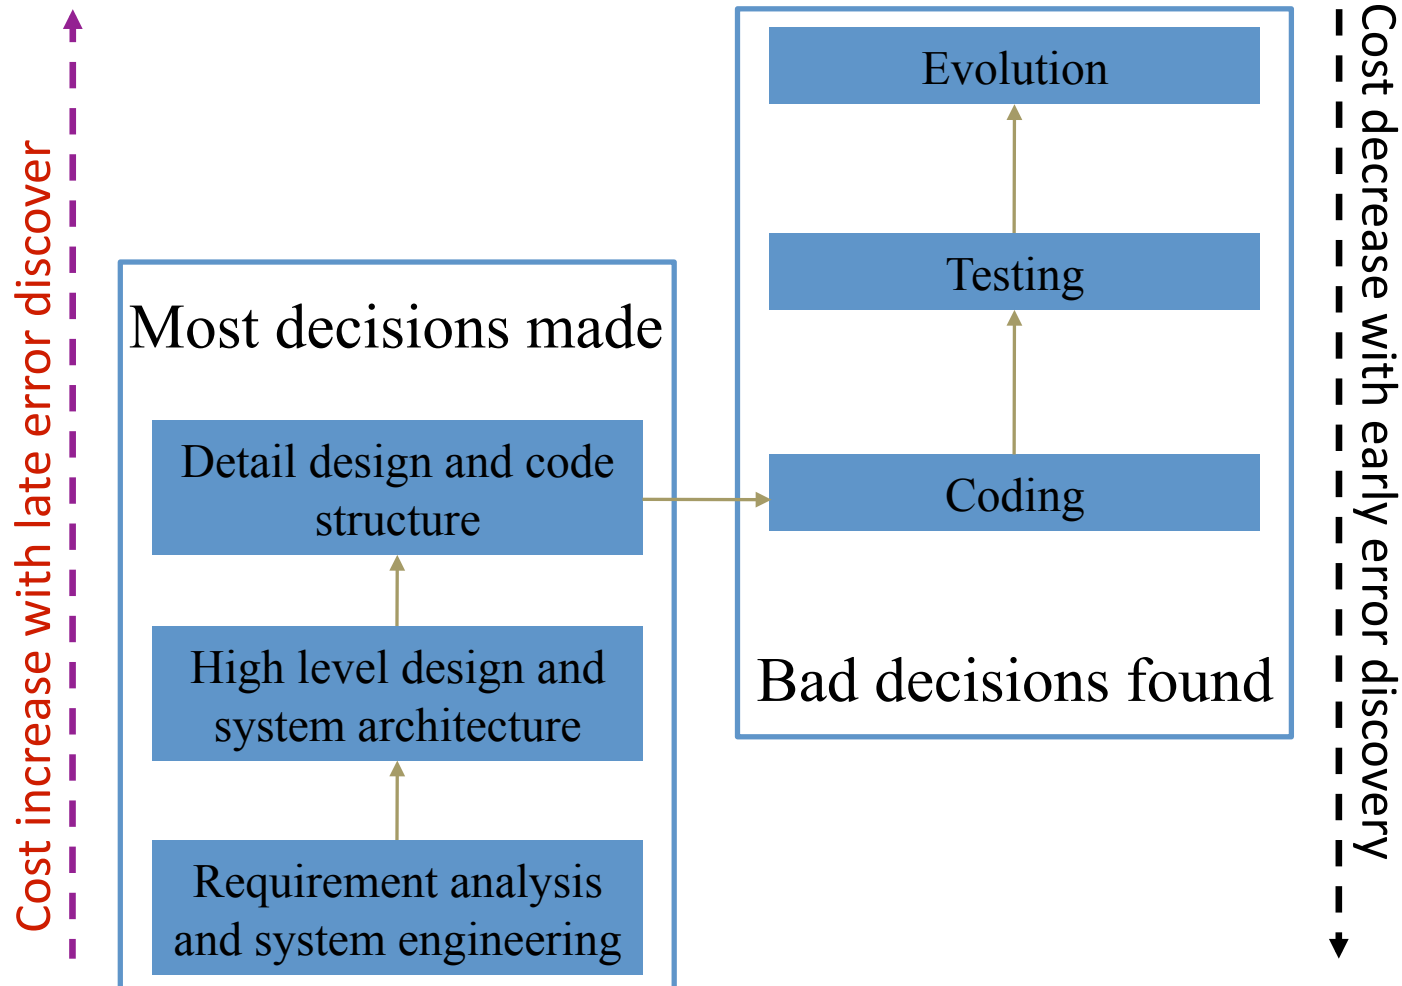 Cost increase with late error discover
Most decisions made
Detail design and code
structure
High level design and
system architecture
Requirement analysis
and system engineering
Evolution
Testing
Coding
Bad decisions found
Cost decrease with early error discovery